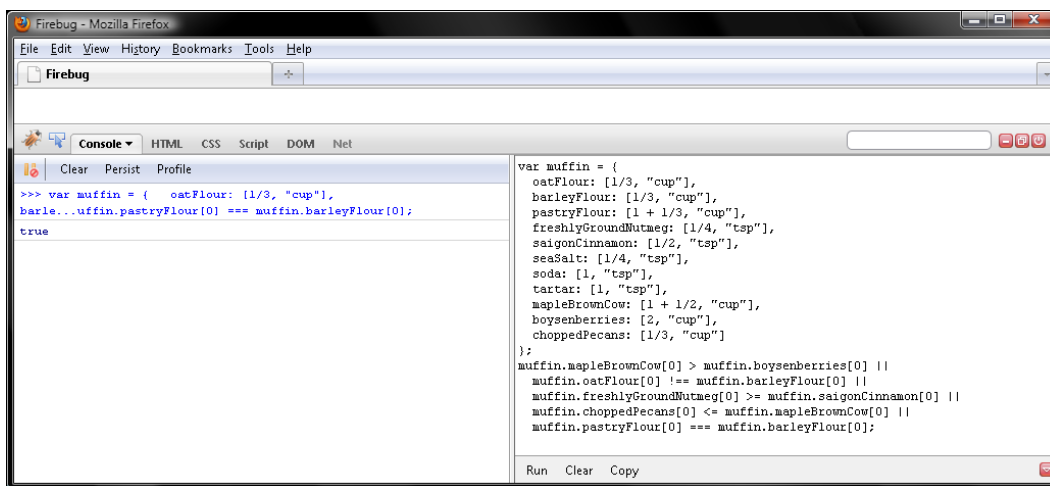 Firebug - Mozilla Firefox
File Edit View History Bookmarks Tools Help
Firebug
Console HTML CSS Script DOM Net
Clear Persist Profile
>>> var muffin = { oatFlour: [1/3, "cup"],
barle...uffin.pastryFlour[0] === muffin.barleyFlour[0];
true
var muffin = {
oatFlour: [1/3, "cup"],
barleyFlour: [1/3, "cup"],
pastryFlour: [1 + 1/3, "cup"],
freshlyGroundNutmeg: [1/4, "tsp"],
saigonCinnamon: [1/2, "tsp"],
seaSalt: [1/4, "tsp"],
soda: [1, "tsp"],
tartar: [1, "tsp"],
mapleBrownCow: [1 + 1/2, "cup"],
boysenberries: [2, "cup"],
choppedPecans: [1/3, "cup"]
};
muffin.mapleBrownCow[0] > muffin.boysenberries[0] ||
muffin.oatFlour[0] !== muffin.barleyFlour[0] ||
muffin.freshlyGroundNutmeg[0] >= muffin.saigonCinnamon[0] ||
muffin.choppedPecans[0] <= muffin.mapleBrownCow[0] ||
muffin.pastryFlour[0] === muffin.barleyFlour[0];
Run Clear Copy